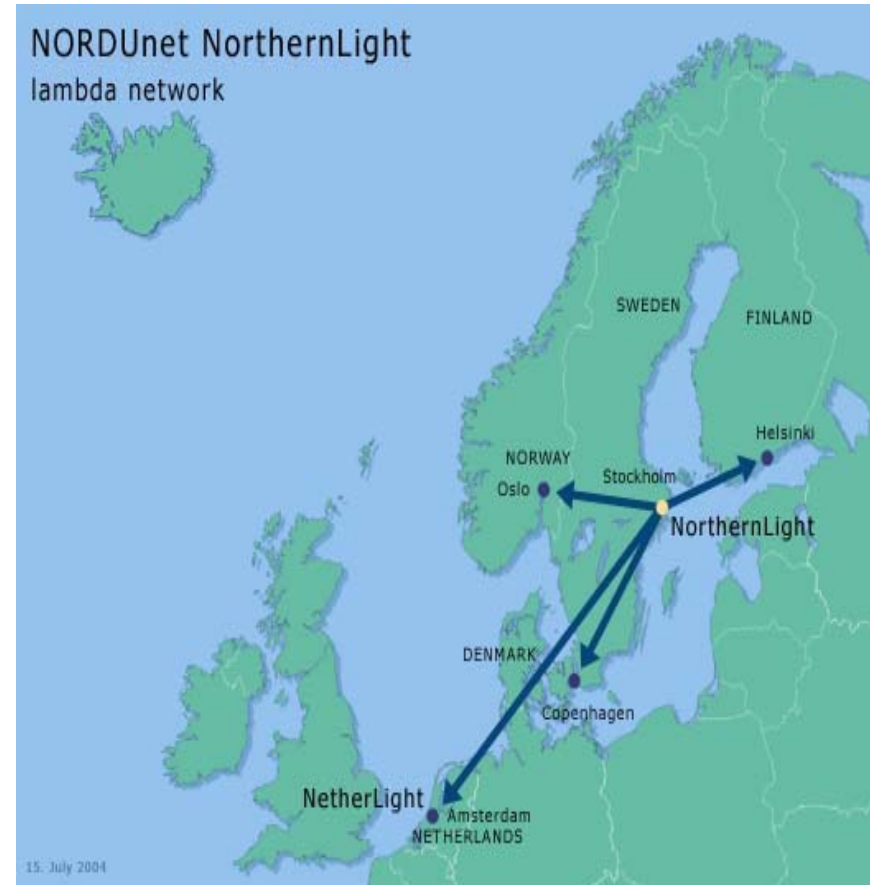 NORDUnet NorthernLight
lambda network
SWEDEN
FINLAND
Helsinki
NORWAY
Stockholm
Oslo
NorthernLight
DENMARK
Copenhagen
NetherLight
Amsterdam
NETHERLANDS
15. July 2004